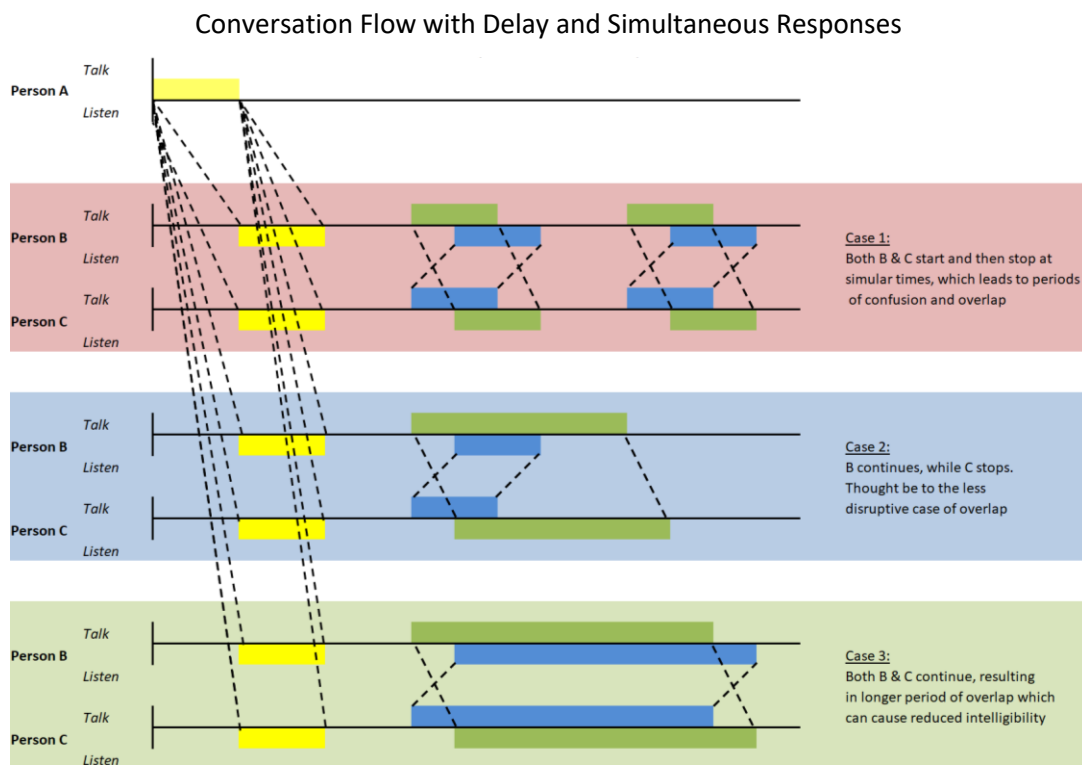 Conversation Flow with Delay and Simultaneous Responses
Talk
Person A
Listen
Talk
Person B
Listen
Talk
Person C
Listen
Case 1:
Both B & C start and then stop at
simular times, which leads to periods
of confusion and overlap
Talk
Person B
Listen
Talk
Person C
Listen
Case 2:
B continues, while C stops.
Thought be to the less
disruptive case of overlap
Talk
Person B
Listen
Talk
Person C
Listen
Case 3:
Both B & C continue, resulting
in longer period of overlap which
can cause reduced intelligibility